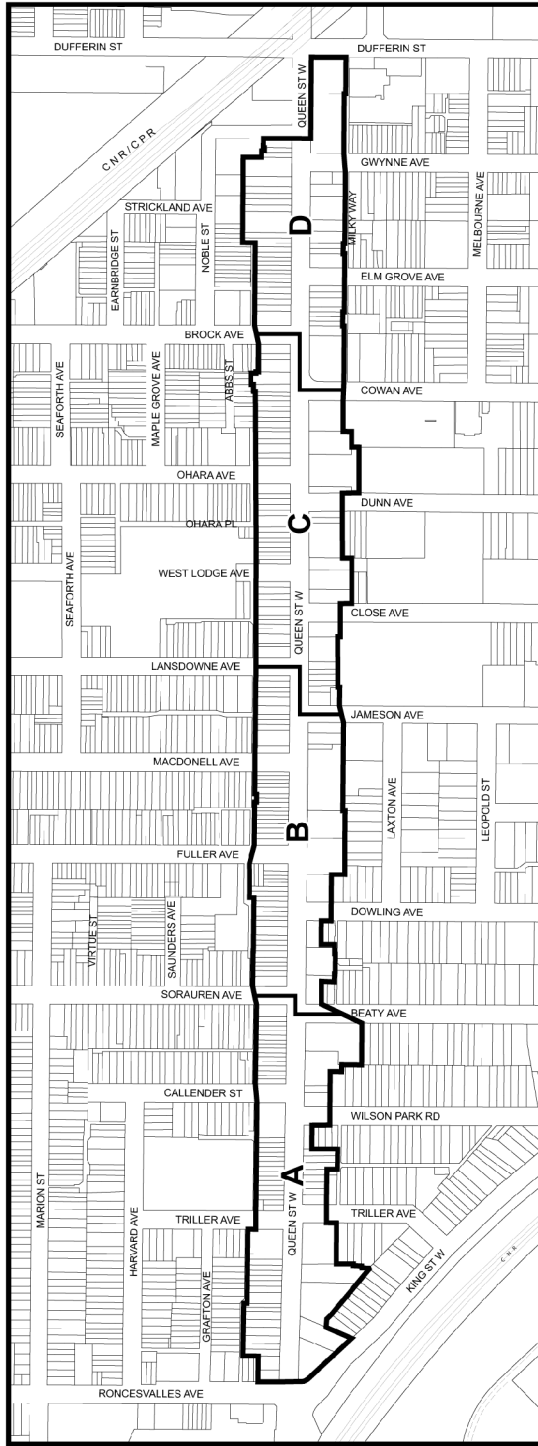 DUFFERIN ST
DUFFERIN ST
QUEEN ST W
CNR/CPR
GWYNNE AVE
STRICKLAND AVE
D
MILKY WAY
MELBOURNE AVE
EARNBRIDGE ST
NOBLE ST
ELM GROVE AVE
BROCK AVE
SEAFORTH AVE
MAPLE GROVE AVE
ABBS ST
COWAN AVE
OHARA AVE
DUNN AVE
OHARA PL
C
WEST LODGE AVE
SEAFORTH AVE
QUEEN ST W
CLOSE AVE
LANSDOWNE AVE
JAMESON AVE
MACDONELL AVE
LAXTON AVE
LEOPOLD ST
B
FULLER AVE
DOWLING AVE
VIRTUE ST
SAUNDERS AVE
SORAUREN AVE
BEATY AVE
CALLENDER ST
WILSON PARK RD
MARION ST
A
HARVARD AVE
TRILLER AVE
QUEEN ST W
TRILLER AVE
GRAFTON AVE
KING ST W
CNR
RONCESVALLES AVE